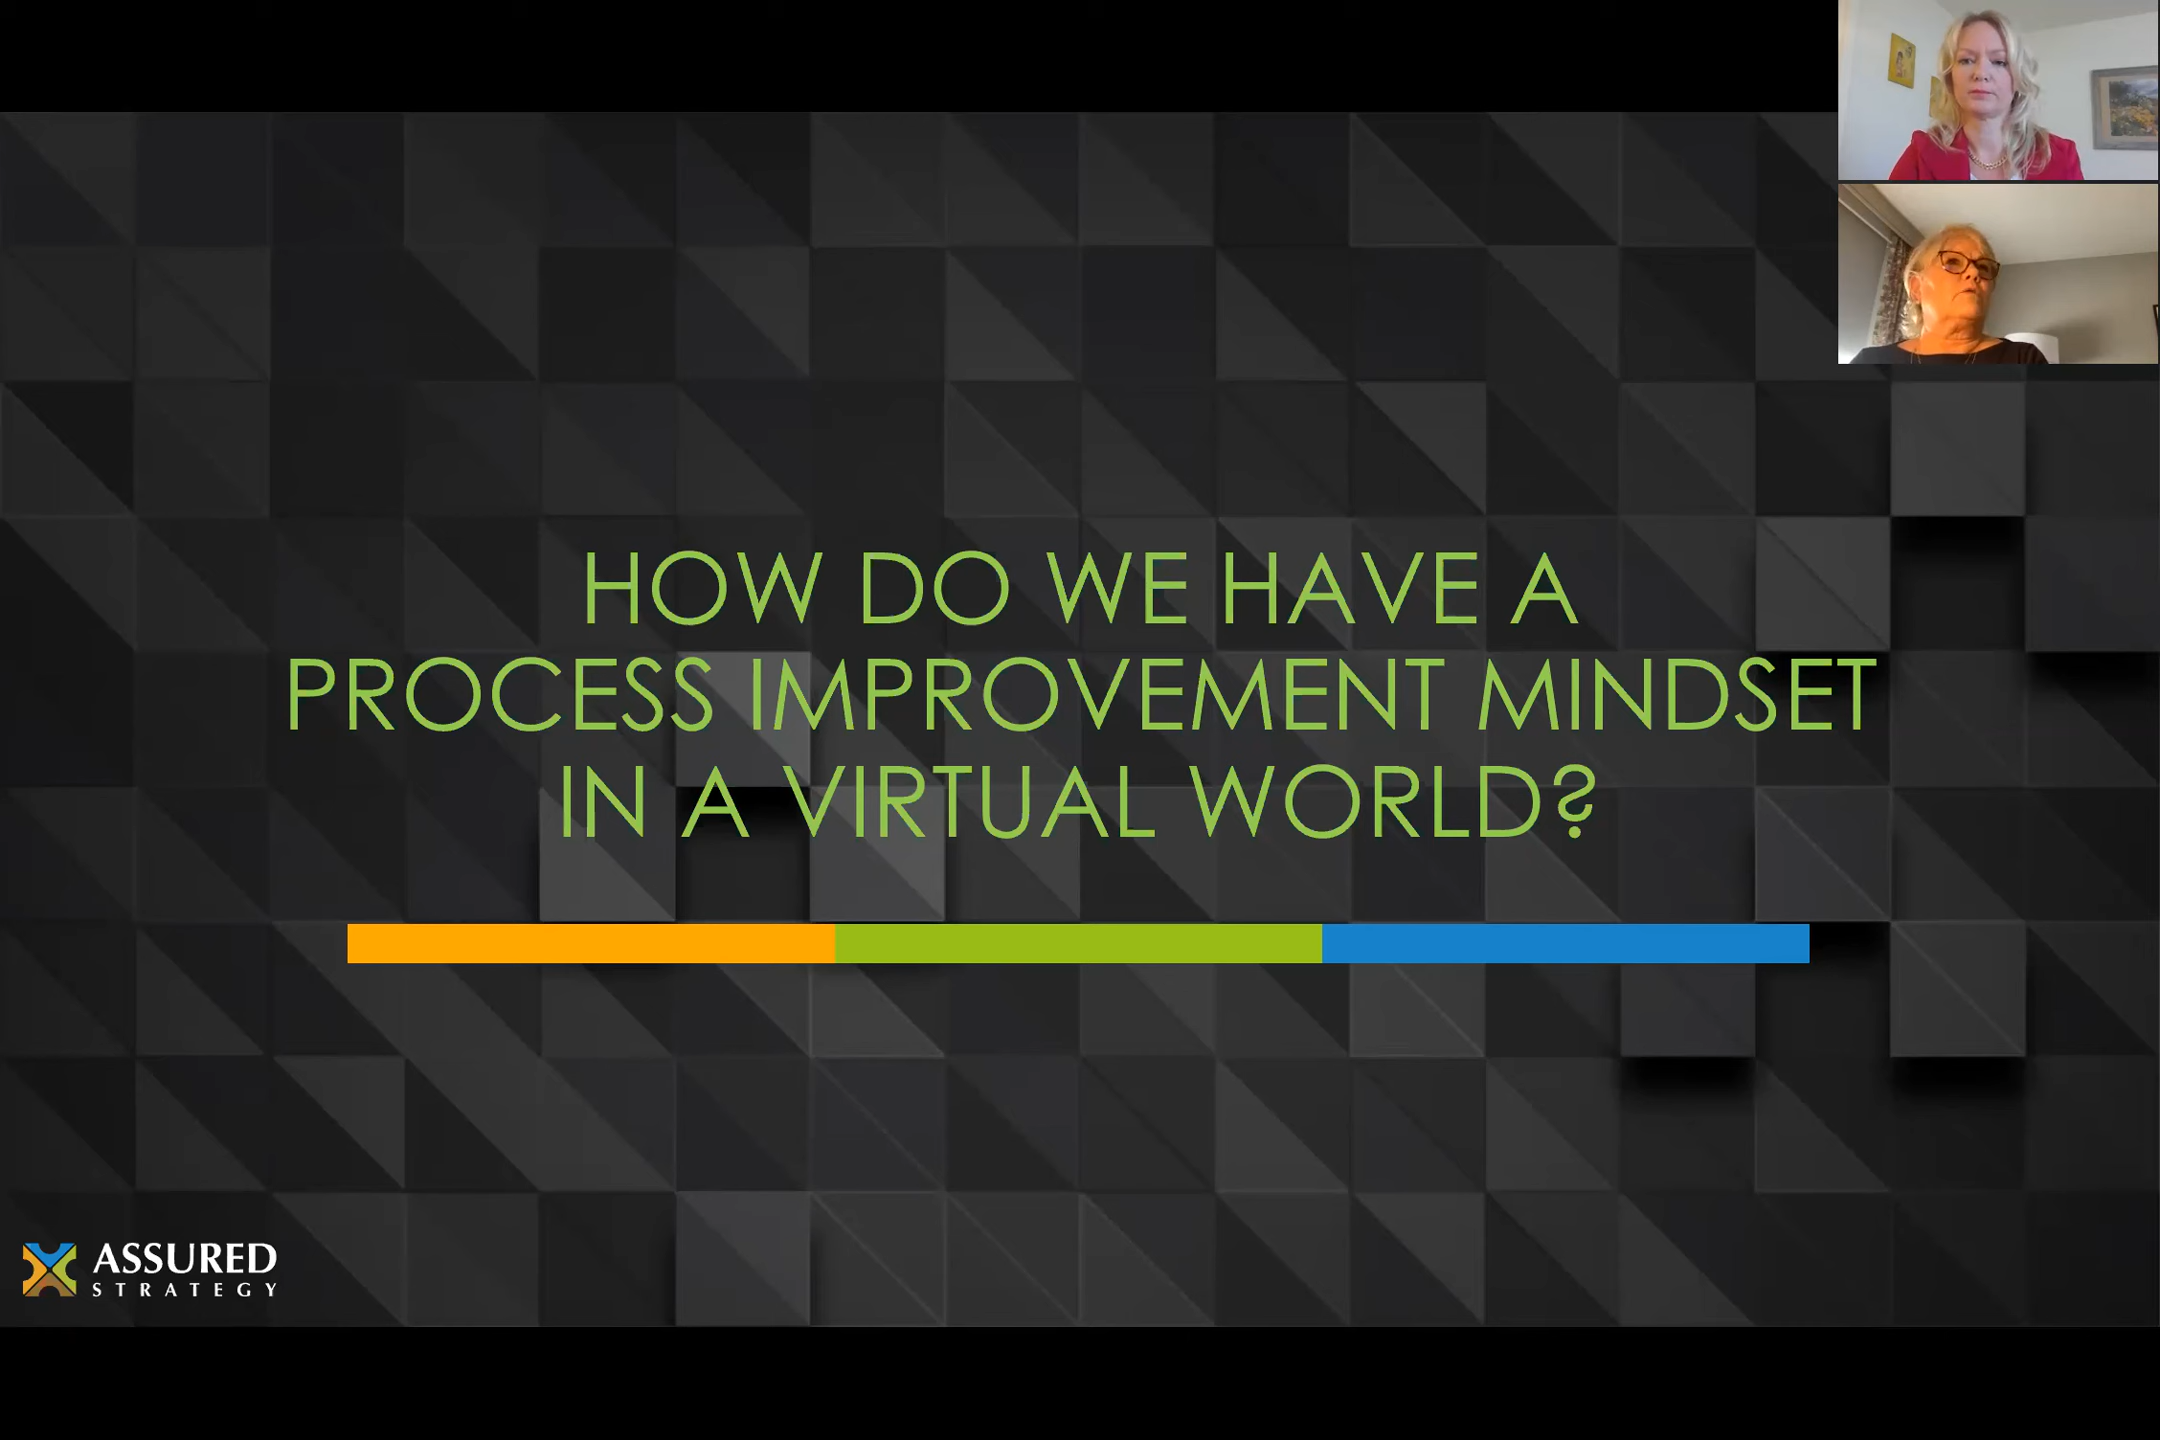 HOW DO WE HAVE A
PROCESS IMPROVEMENT MINDSET
IN A VIRTUAL WORLD?
ASSURED
STRATEGY